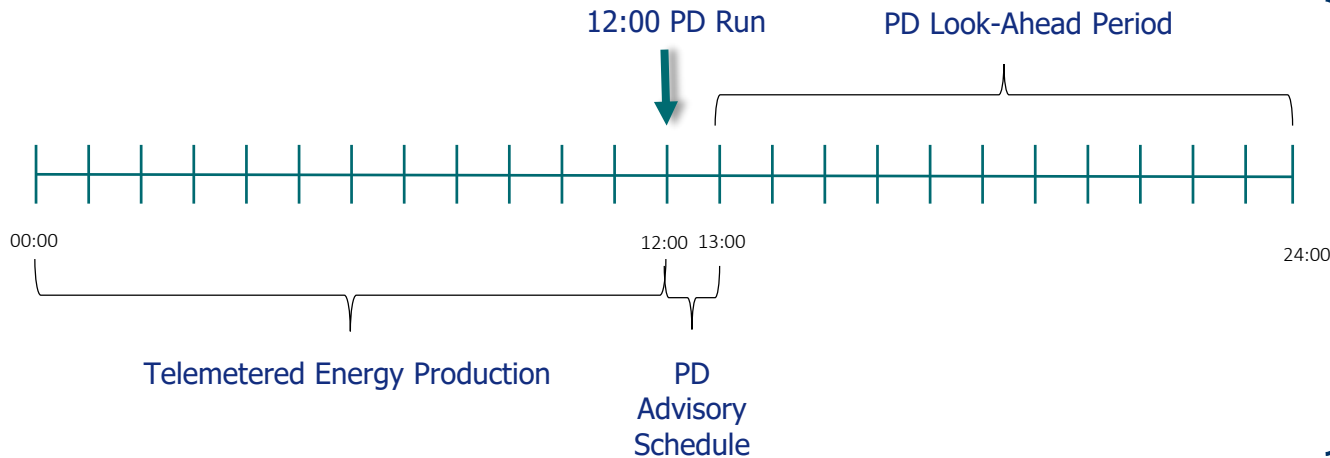 12:00 PD Run
PD Look-Ahead Period
00:00
12:00
13:00
24:00
Telemetered Energy Production
PD
Advisory
Schedule